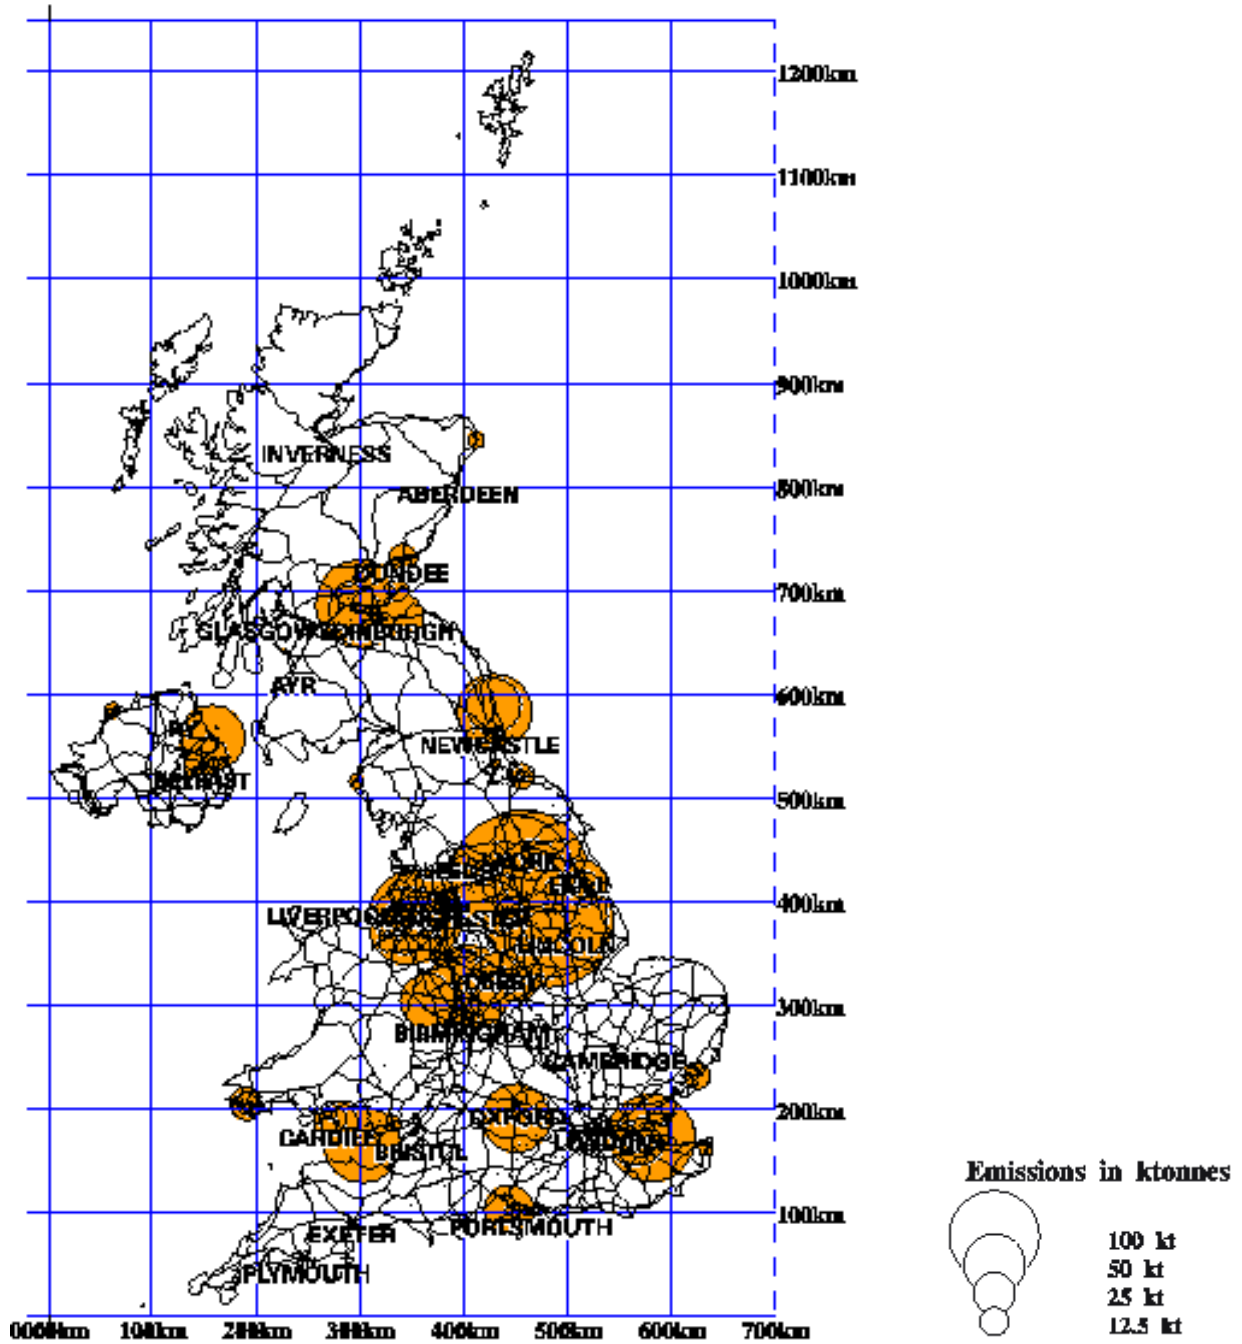 1200km
1100km
1000km
900km
INVERNESS
800km
ABERDEEN
DUNDEE
700km
GLASGOW EDINBURGH
AYR
600km
NEWCASTLE
BELFAST
500km
YORK
LEEDS
400km
LIVERPOOL
LINCOLN
DERBY
300km
BIRMINGHAM
CAMBRIDGE
200km
OXFORD
CARDIFF
LONDON
BRISTOL
Emissions in ktonnes
100km
PORTSMOUTH
100 kt
EXETER
50 kt
PLYMOUTH
25 kt
12.5 kt
100km 200km 300km 400km 500km 600km 700km